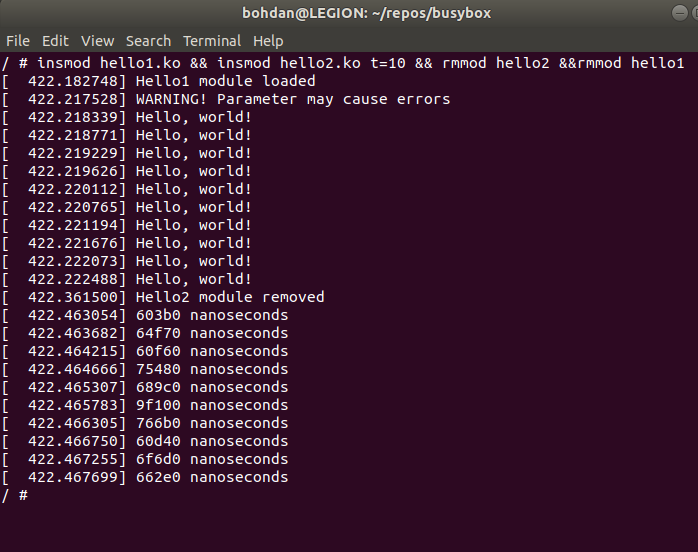 bohdan@LEGION: ~/repos/busybox
File Edit View Search Terminal Help
/ # insmod hello1.ko && insmod hello2.ko t=10 && rmmod hello2 &&rmmod hello1
[  422.182748] Hello1 module loaded
[  422.217528] WARNING! Parameter may cause errors
[  422.218339] Hello, world!
[  422.218771] Hello, world!
[  422.219229] Hello, world!
[  422.219626] Hello, world!
[  422.220112] Hello, world!
[  422.220765] Hello, world!
[  422.221194] Hello, world!
[  422.221676] Hello, world!
[  422.222073] Hello, world!
[  422.222488] Hello, world!
[  422.361500] Hello2 module removed
[  422.463054] 603b0 nanoseconds
[  422.463682] 64f70 nanoseconds
[  422.464215] 60f60 nanoseconds
[  422.464666] 75480 nanoseconds
[  422.465307] 689c0 nanoseconds
[  422.465783] 9f100 nanoseconds
[  422.466305] 766b0 nanoseconds
[  422.466750] 60d40 nanoseconds
[  422.467255] 6f6d0 nanoseconds
[  422.467699] 662e0 nanoseconds
/ #